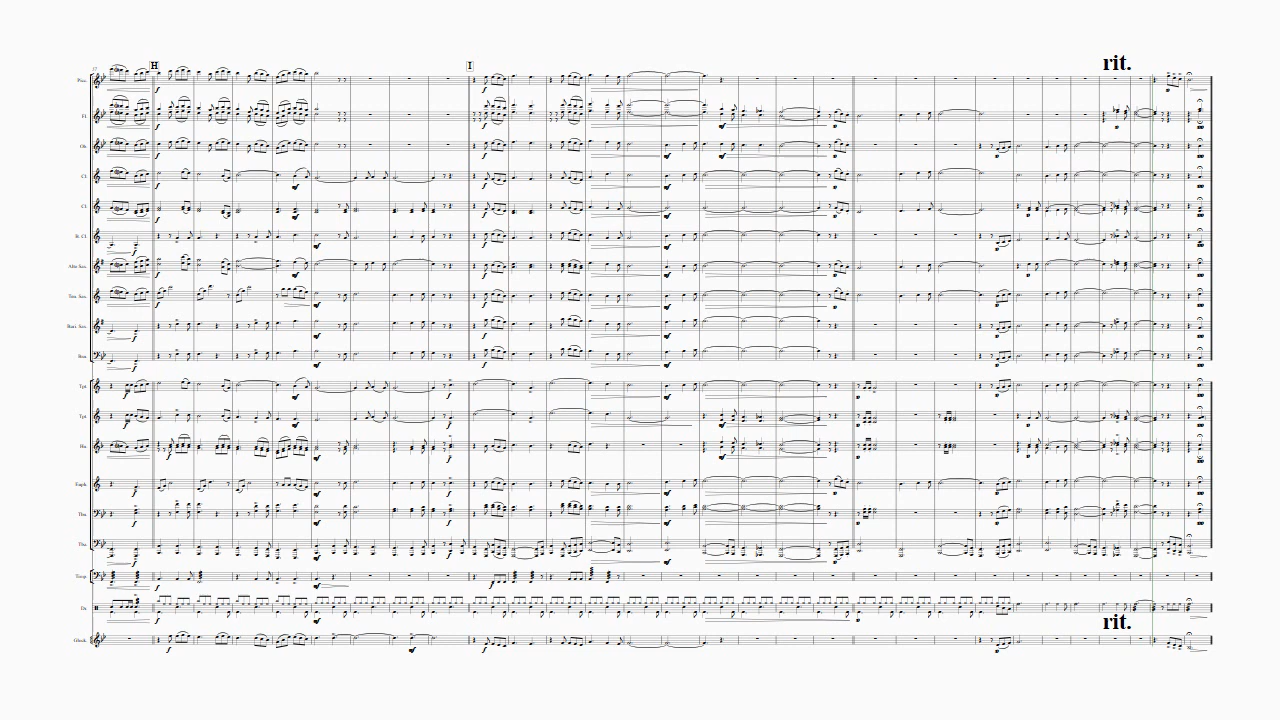 H
I
rit.
Picc.
Fl.
Ob.
Cl.
Cl.
B. Cl.
Alto Sax.
Ten. Sax.
Bari. Sax.
Bsn.
Tpt.
Tpt.
Hn.
Euph.
Tbn.
Tba.
Timp.
rit.
Glock.